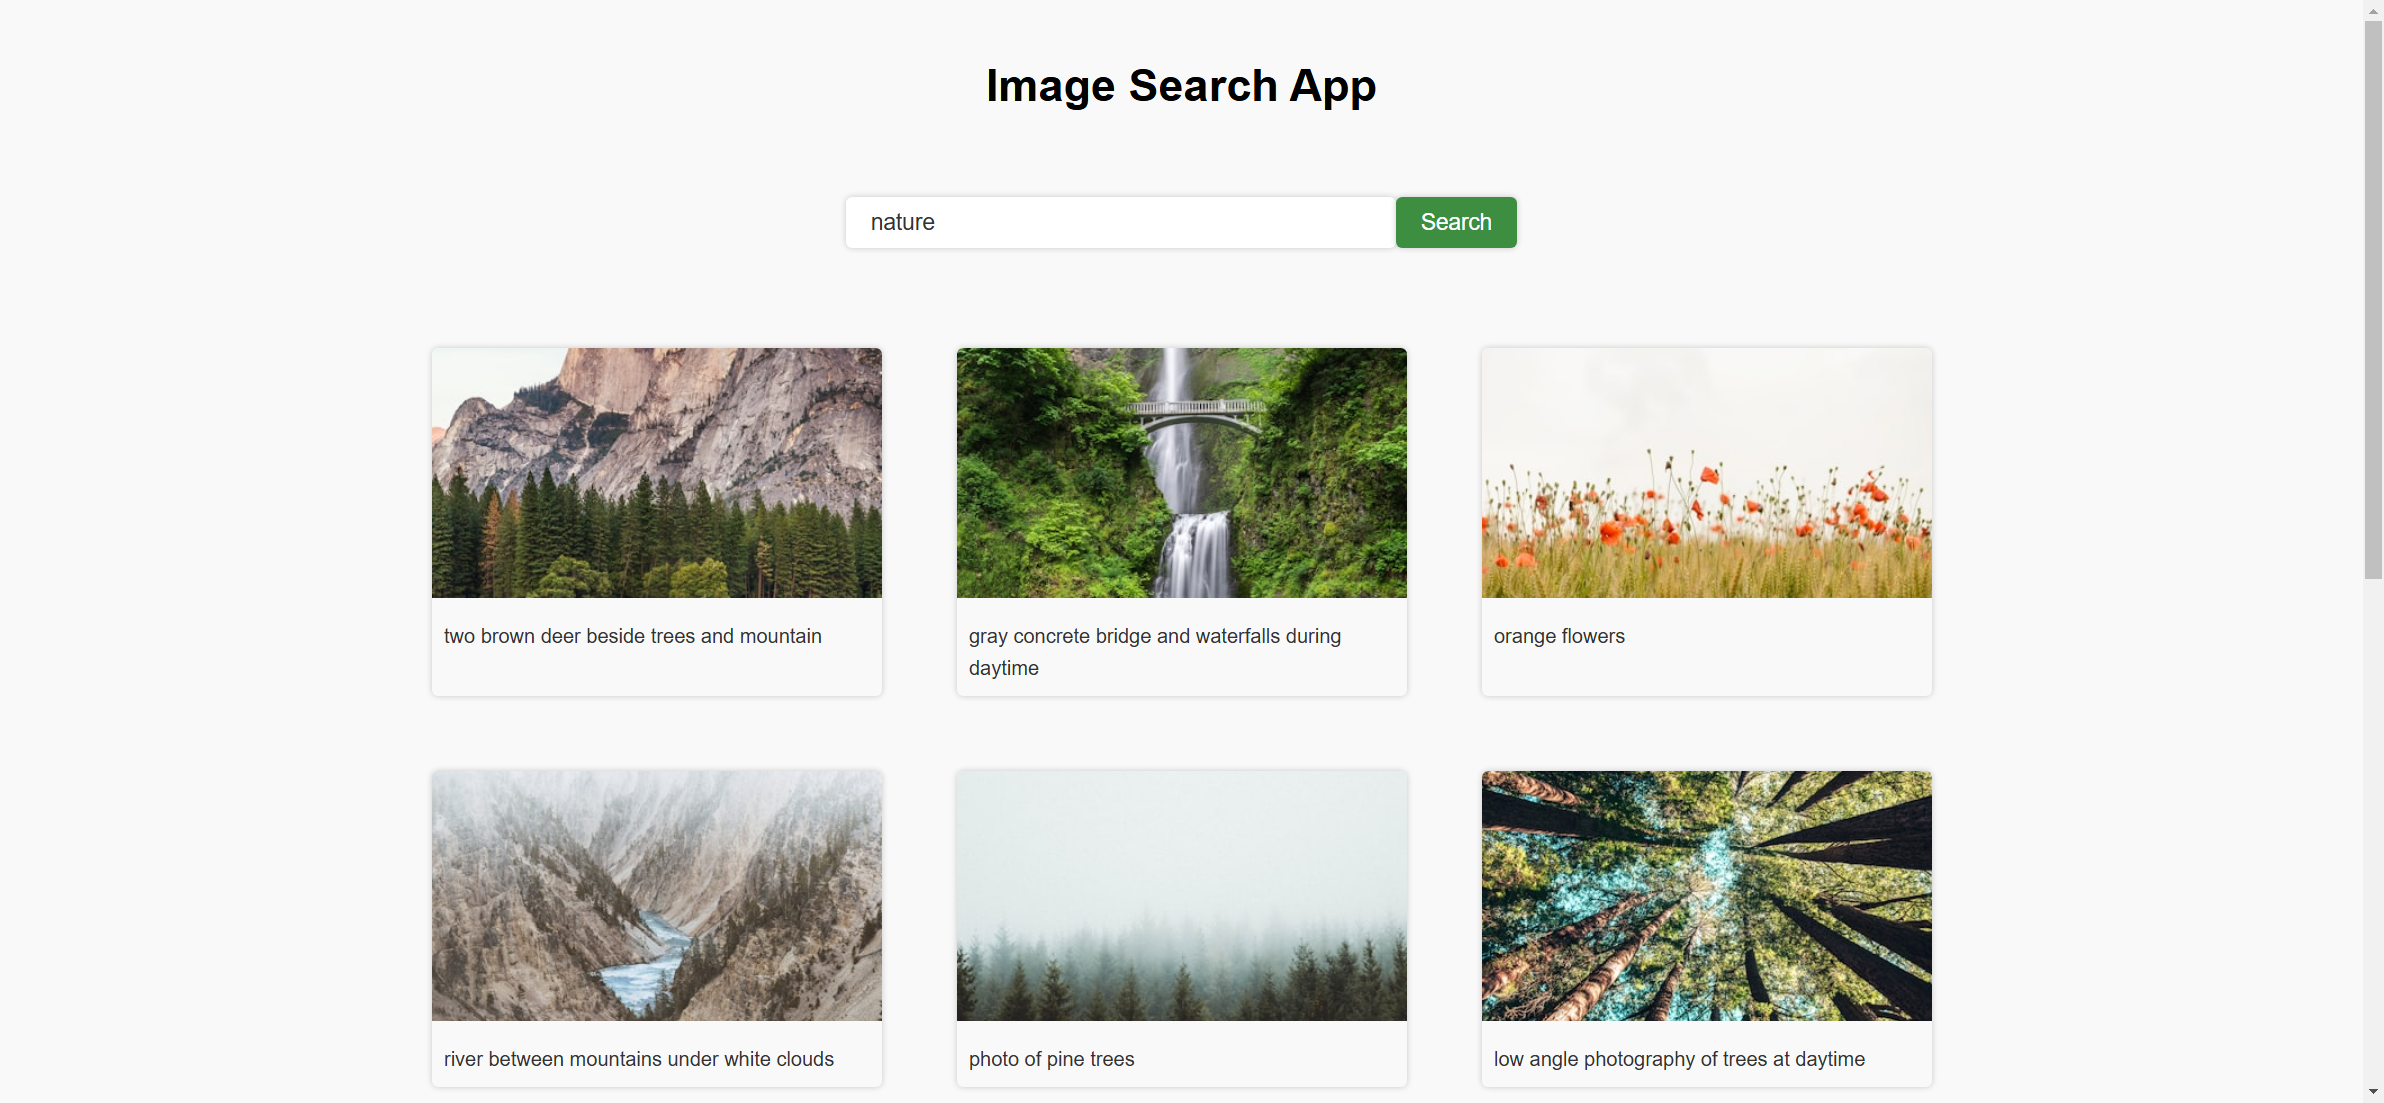 Image Search App
nature
Search
two brown deer beside trees and mountain
gray concrete bridge and waterfalls during
daytime
orange flowers
river between mountains under white clouds
photo of pine trees
low angle photography of trees at daytime